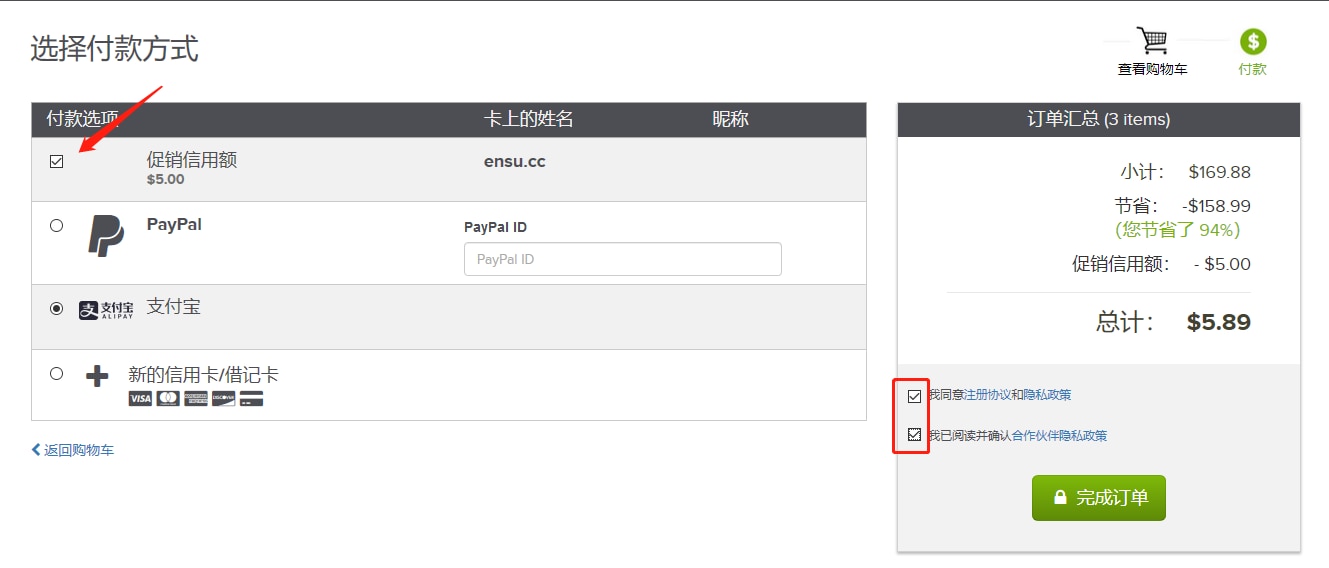 选择付款方式
查看购物车
付款
付款选项 卡上的姓名 昵称
促销信用额 ensu.cc
$5.00
PayPal
PayPal ID
PayPal ID
支付宝 支付宝
ALIPAY
新的信用卡/借记卡
VISA DISCOVER
返回购物车
订单汇总 (3 items)
小计： $169.88
节省： -$158.99
(您节省了 94%)
促销信用额： - $5.00
总计： $5.89
我同意注册协议和隐私政策
我已阅读并确认合作伙伴隐私政策
完成订单